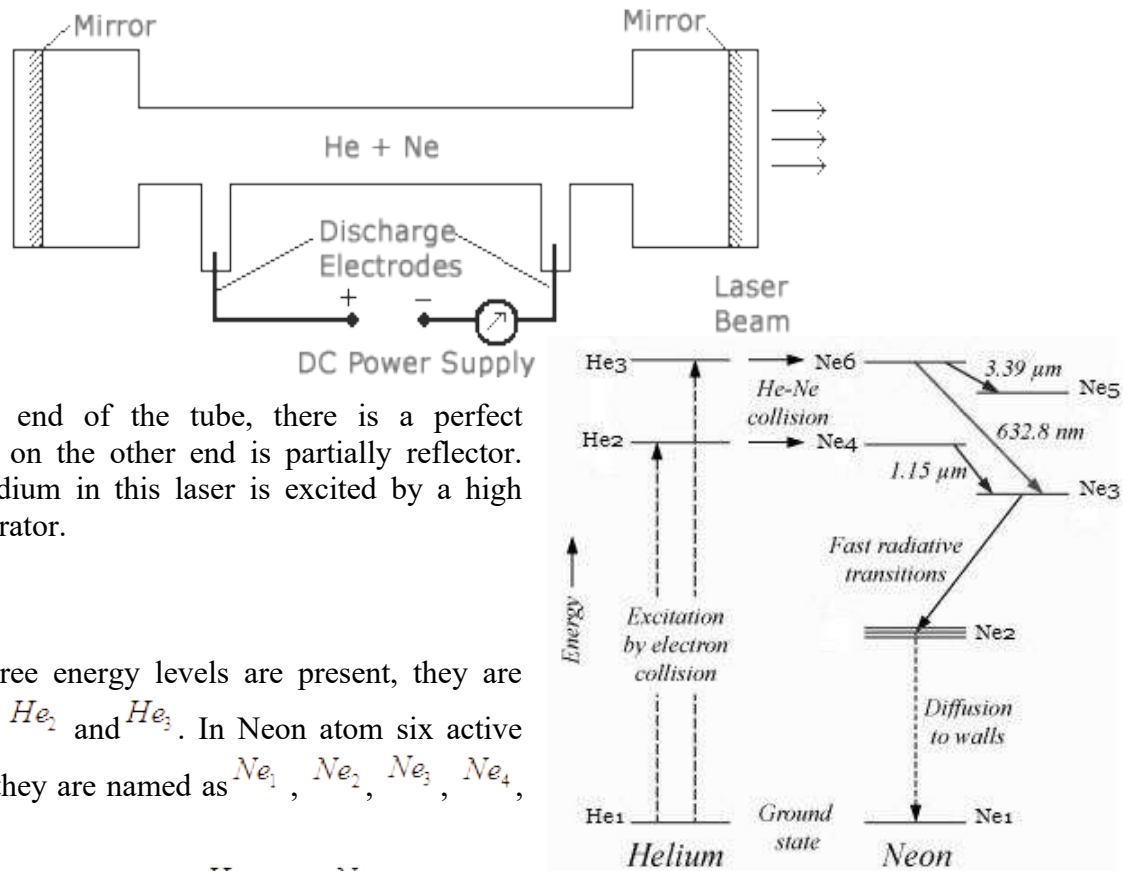 Mirror
Mirror
He + Ne
Discharge
Electrodes
+
−
DC Power Supply
Laser
Beam
end of the tube, there is a perfect
on the other end is partially reflector.
dium in this laser is excited by a high
rator.
ree energy levels are present, they are
He₂ and He₃. In Neon atom six active
they are named as Ne₁ , Ne₂, Ne₃ , Ne₄ ,
He3
Ne6
3.39 μm
Ne5
He-Ne
collision
632.8 nm
He2
Ne4
1.15 μm
Ne3
Fast radiative
transitions
Energy
Excitation
by electron
collision
Ne2
Diffusion
to walls
He1
Ground
state
Ne1
Helium
Neon